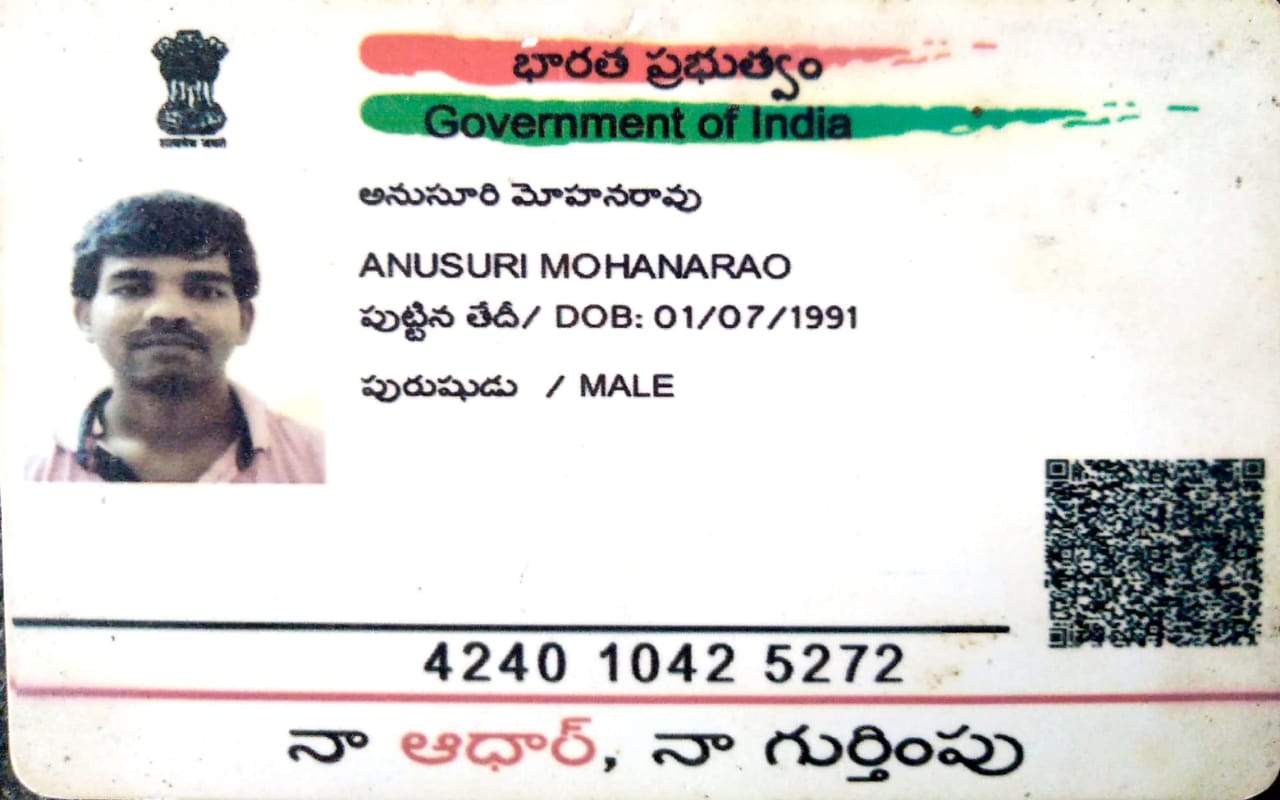 భారత ప్రభుత్వం
Government of India
सत्यमेव जयते
అనుసూరి మోహనరావు
ANUSURI MOHANARAO
పుట్టిన తేదీ/ DOB: 01/07/1991
పురుషుడు / MALE
4240 1042 5272
నా ఆధార్, నా గుర్తింపు